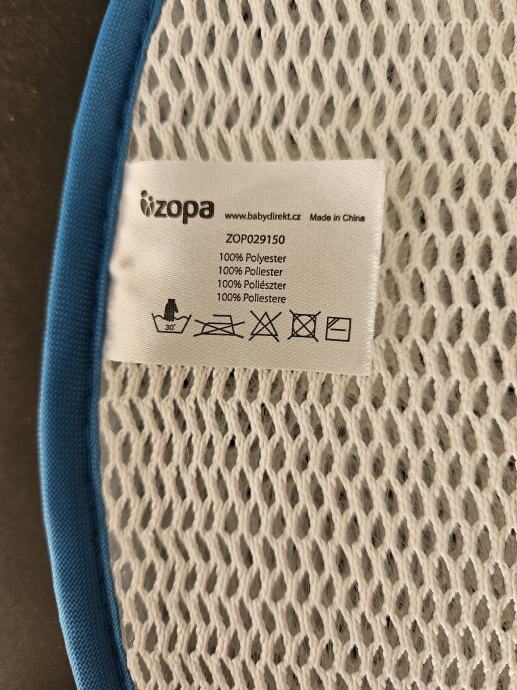 zopa www.babydirekt.cz Made in China
ZOP029150
100% Polyester
100% Poliester
100% Poliészter
100% Poliestere
30°